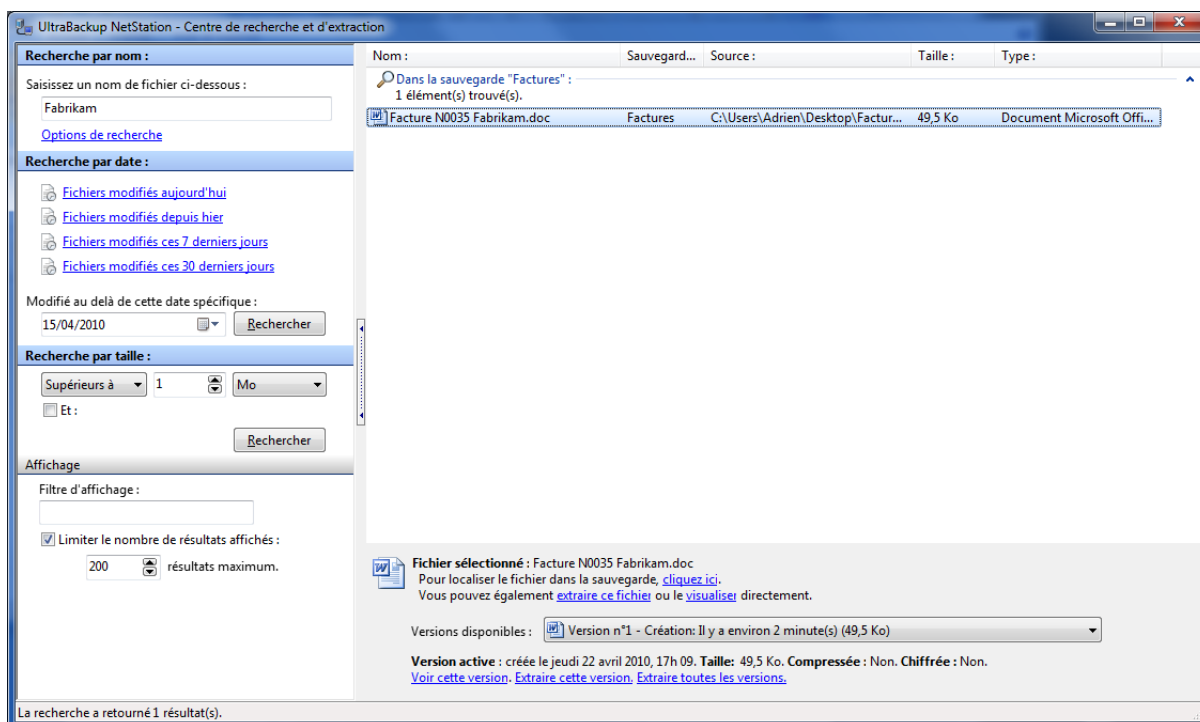 UltraBackup NetStation - Centre de recherche et d'extraction
Recherche par nom :
Saisissez un nom de fichier ci-dessous :
Fabrikam
Options de recherche
Recherche par date :
Fichiers modifiés aujourd'hui
Fichiers modifiés depuis hier
Fichiers modifiés ces 7 derniers jours
Fichiers modifiés ces 30 derniers jours
Modifié au delà de cette date spécifique :
15/04/2010 Rechercher
Recherche par taille :
Supérieurs à 1 Mo
Et :
Rechercher
Affichage
Filtre d'affichage :
Limiter le nombre de résultats affichés :
200 résultats maximum.
Nom : Sauvegard... Source : Taille : Type :
Dans la sauvegarde "Factures" :
1 élément(s) trouvé(s).
Facture N0035 Fabrikam.doc Factures C:\Users\Adrien\Desktop\Factur... 49,5 Ko Document Microsoft Offi...
Fichier sélectionné : Facture N0035 Fabrikam.doc
Pour localiser le fichier dans la sauvegarde, cliquez ici.
Vous pouvez également extraire ce fichier ou le visualiser directement.
Versions disponibles : Version n°1 - Création: Il y a environ 2 minute(s) (49,5 Ko)
Version active : créée le jeudi 22 avril 2010, 17h 09. Taille: 49,5 Ko. Compressée : Non. Chiffrée : Non.
Voir cette version. Extraire cette version. Extraire toutes les versions.
La recherche a retourné 1 résultat(s).